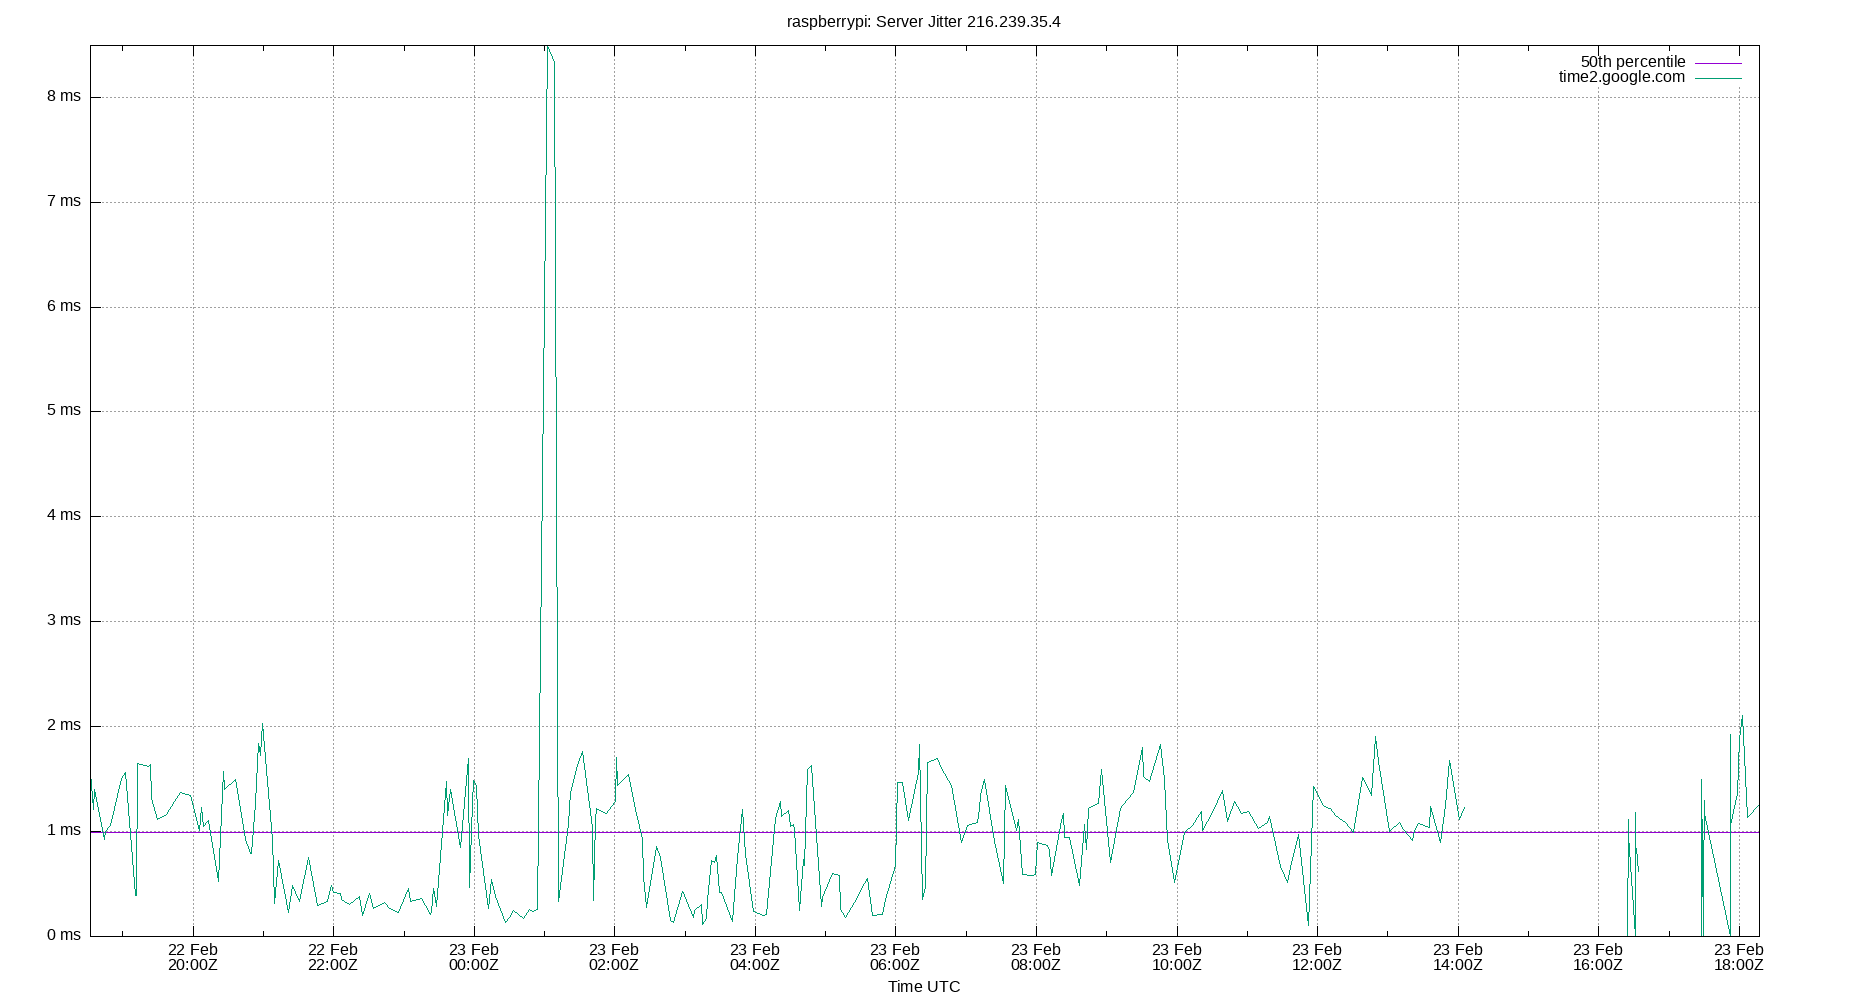 raspberrypi: Server Jitter 216.239.35.4
50th percentile
time2.google.com
8 ms
7 ms
6 ms
5 ms
4 ms
3 ms
2 ms
1 ms
0 ms
22 Feb 22 Feb 23 Feb 23 Feb 23 Feb 23 Feb 23 Feb 23 Feb 23 Feb 23 Feb 23 Feb 23 Feb
20:00Z 22:00Z 00:00Z 02:00Z 04:00Z 06:00Z 08:00Z 10:00Z 12:00Z 14:00Z 16:00Z 18:00Z
Time UTC